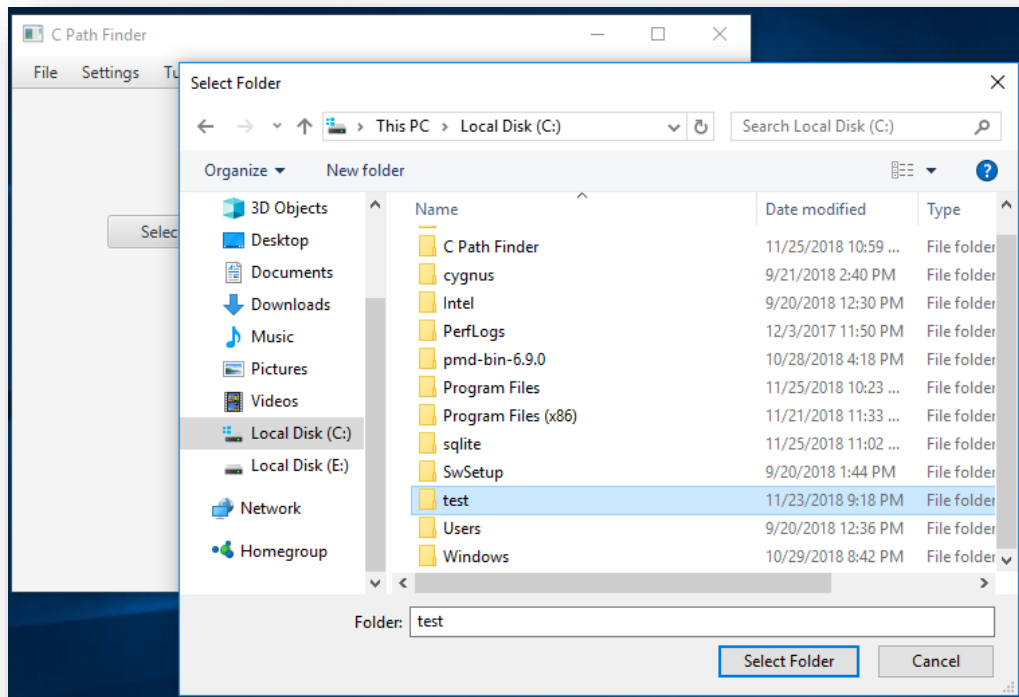 C Path Finder
File Settings Tu
Selec
Select Folder
This PC > Local Disk (C:)
Search Local Disk (C:)
Organize New folder
?
3D Objects
Desktop
Documents
Downloads
Music
Pictures
Videos
Local Disk (C:)
Local Disk (E:)
Network
Homegroup
Name Date modified Type
C Path Finder 11/25/2018 10:59 ... File folder
cygnus 9/21/2018 2:40 PM File folder
Intel 9/20/2018 12:30 PM File folder
PerfLogs 12/3/2017 11:50 PM File folder
pmd-bin-6.9.0 10/28/2018 4:18 PM File folder
Program Files 11/25/2018 10:23 ... File folder
Program Files (x86) 11/21/2018 11:33 ... File folder
sqlite 11/25/2018 11:02 ... File folder
SwSetup 9/20/2018 1:44 PM File folder
test 11/23/2018 9:18 PM File folder
Users 9/20/2018 12:36 PM File folder
Windows 10/29/2018 8:42 PM File folder
Folder: test
Select Folder Cancel